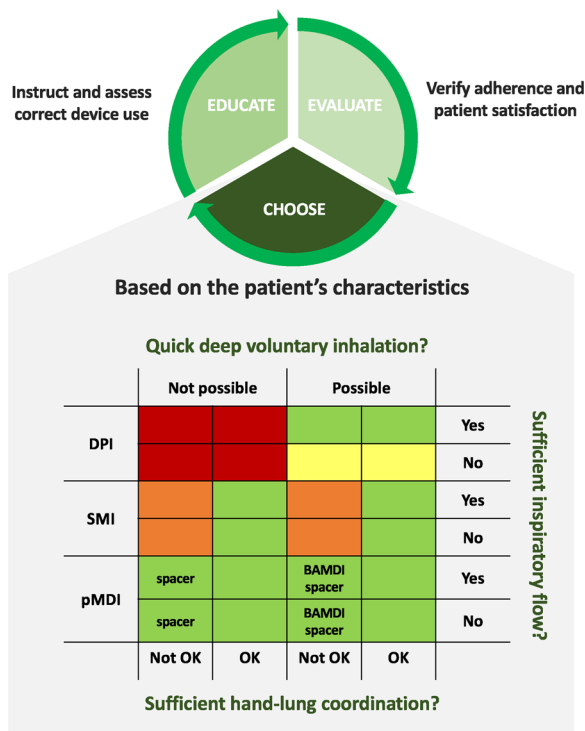 Instruct and assess
correct device use
EDUCATE
EVALUATE
Verify adherence and
patient satisfaction
CHOOSE
Based on the patient’s characteristics
Quick deep voluntary inhalation?
Not possible
Possible
DPI
Yes
No
SMI
Yes
No
pMDI
spacer
BAMDI
spacer
Yes
spacer
BAMDI
spacer
No
Not OK
OK
Not OK
OK
Sufficient hand-lung coordination?
Sufficient inspiratory
flow?